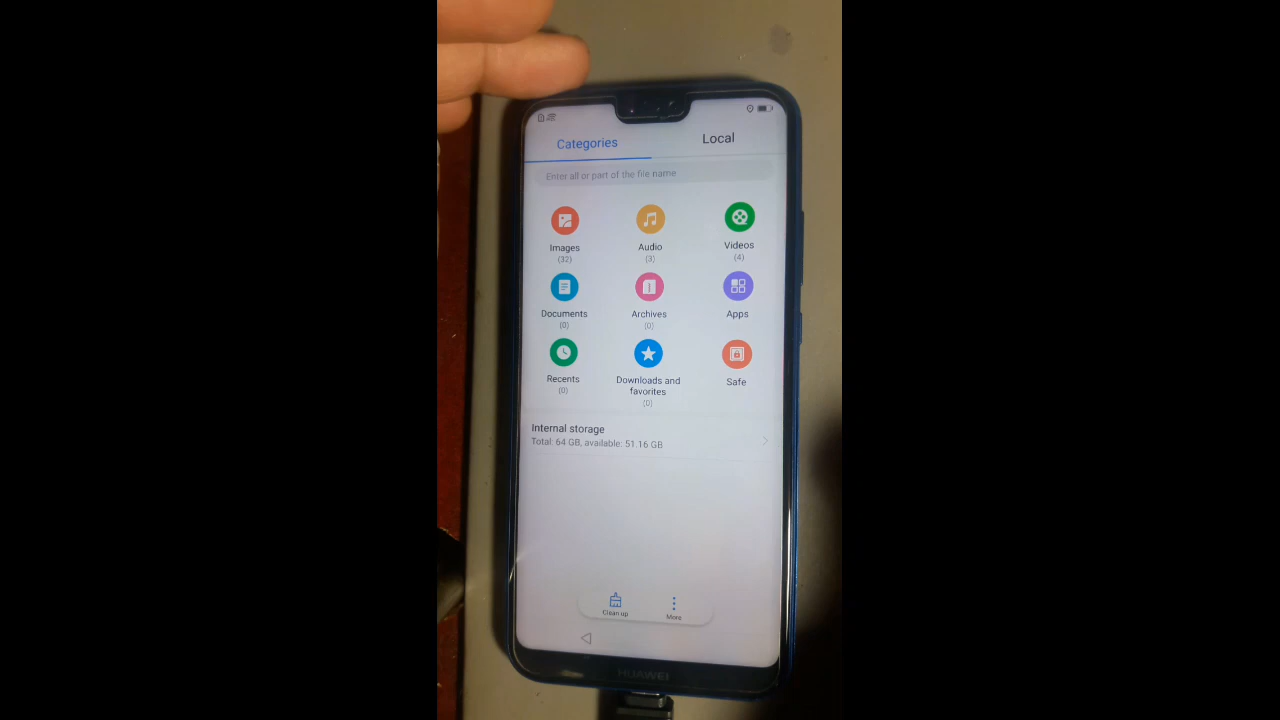 Categories
Local
Enter all or part of the file name
Images
(32)
Audio
(3)
Videos
(4)
Documents
(0)
Archives
(0)
Apps
Recents
(0)
Downloads and
favorites
(0)
Safe
Internal storage
Total: 64 GB, available: 51.16 GB
Clean up
More
HUAWEI